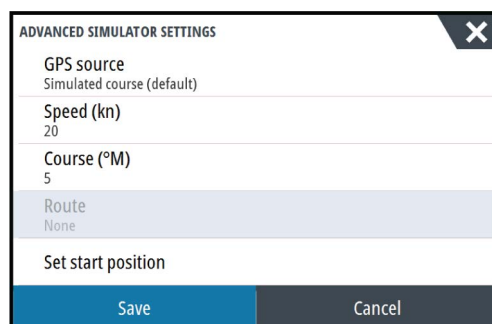 ADVANCED SIMULATOR SETTINGS
GPS source
Simulated course (default)
Speed (kn)
20
Course (°M)
5
Route
None
Set start position
Save
Cancel